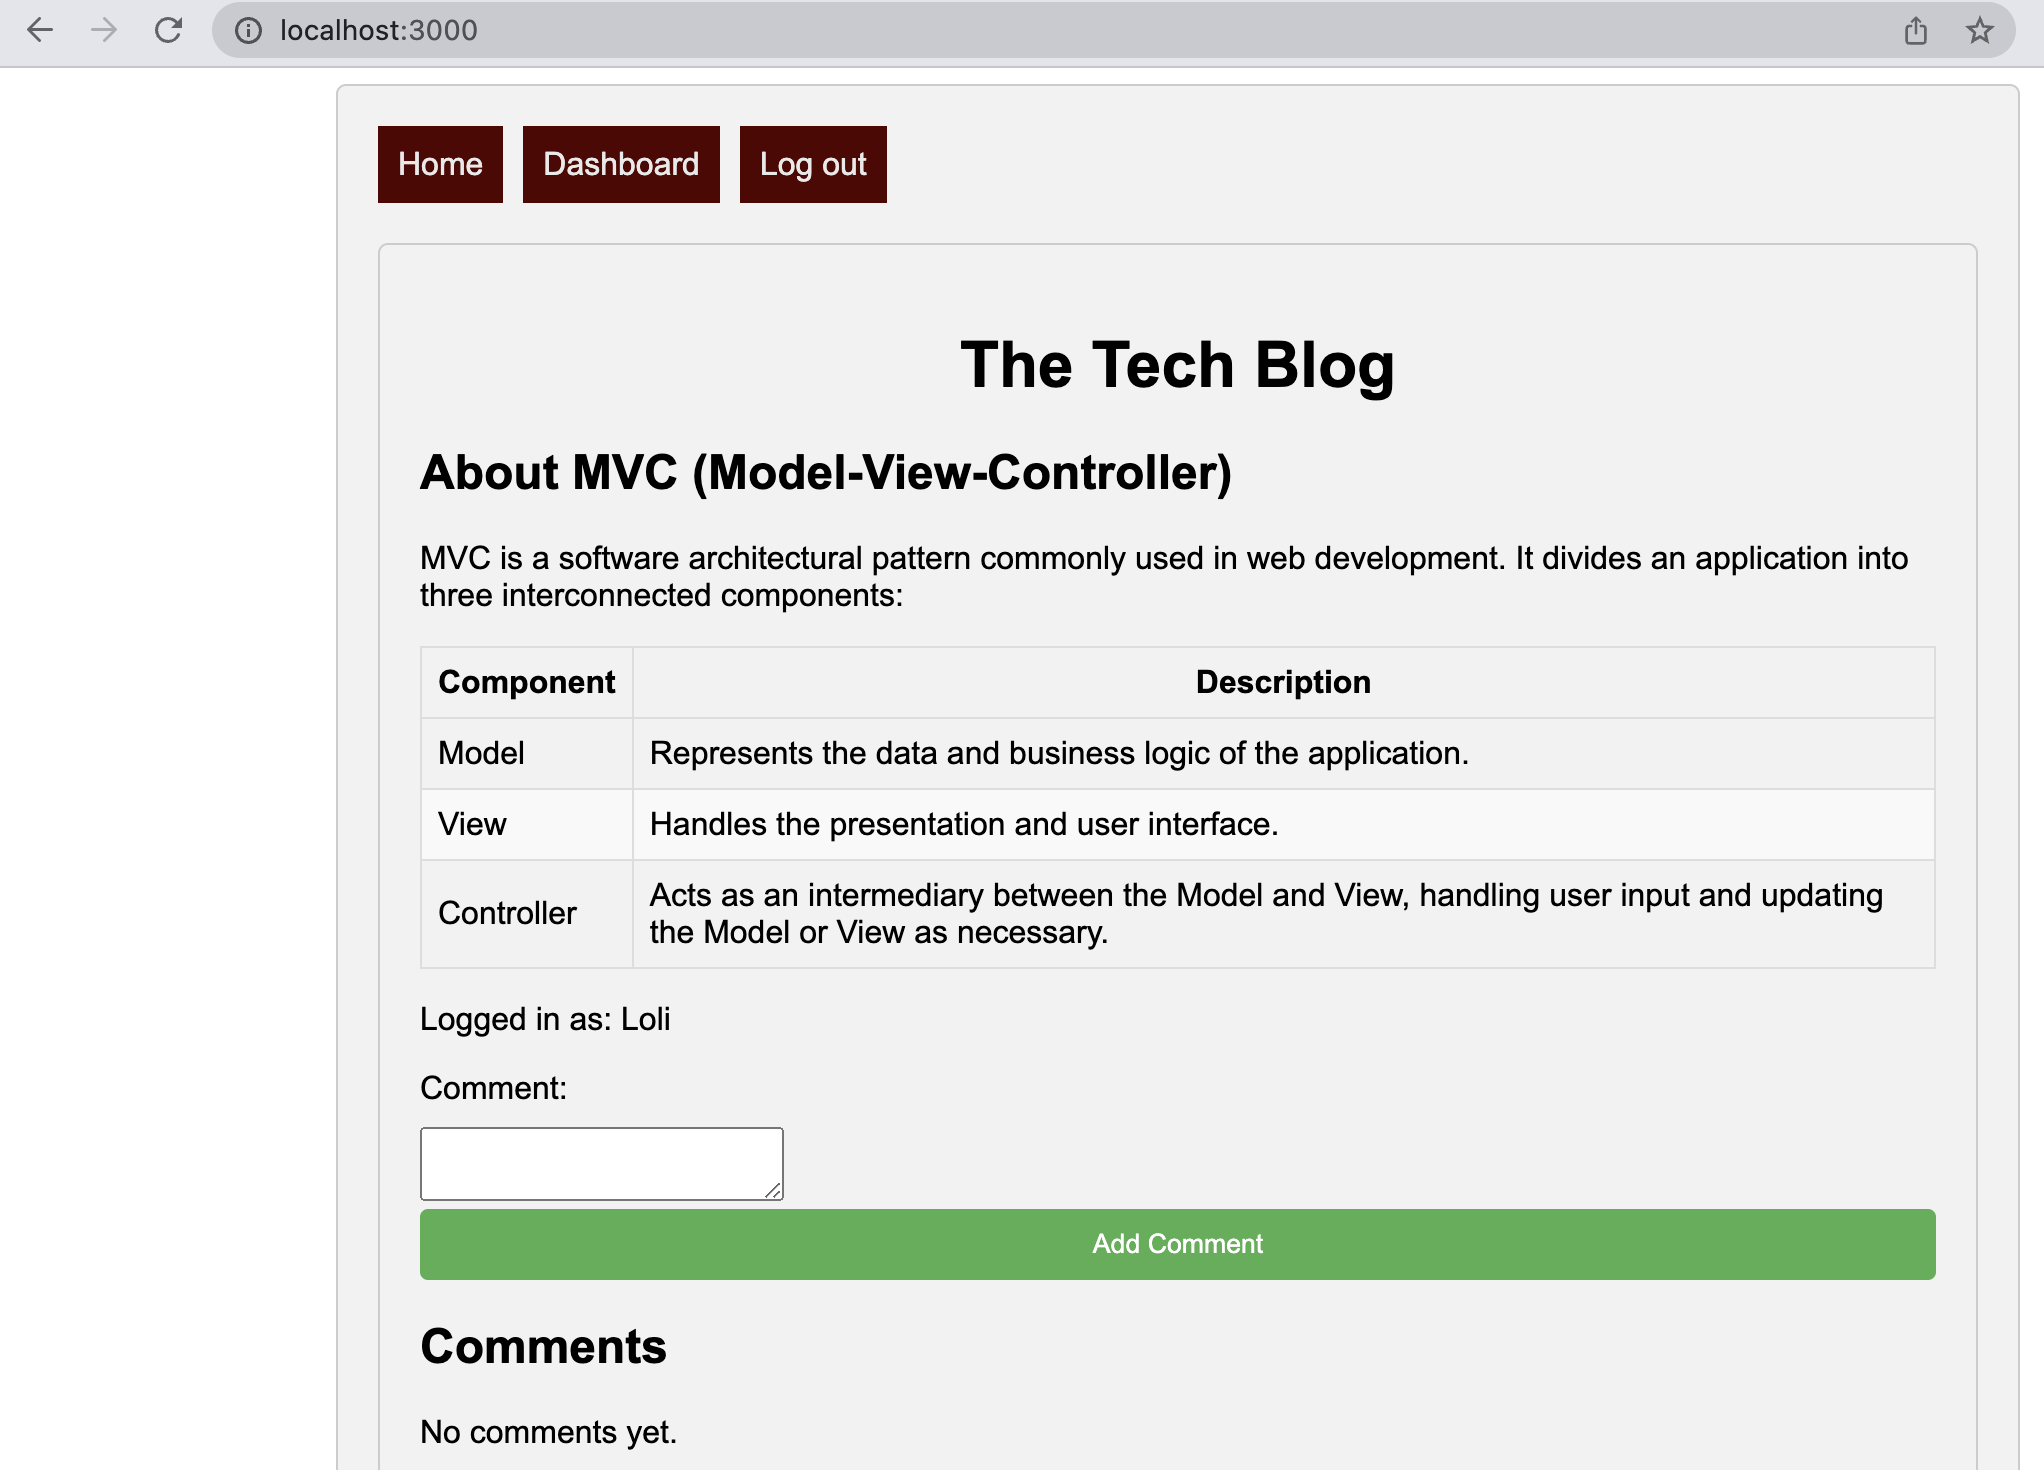 localhost:3000
Home Dashboard Log out
The Tech Blog
About MVC (Model-View-Controller)
MVC is a software architectural pattern commonly used in web development. It divides an application into
three interconnected components:
Component Description
Model Represents the data and business logic of the application.
View Handles the presentation and user interface.
Controller Acts as an intermediary between the Model and View, handling user input and updating
the Model or View as necessary.
Logged in as: Loli
Comment:
Add Comment
Comments
No comments yet.